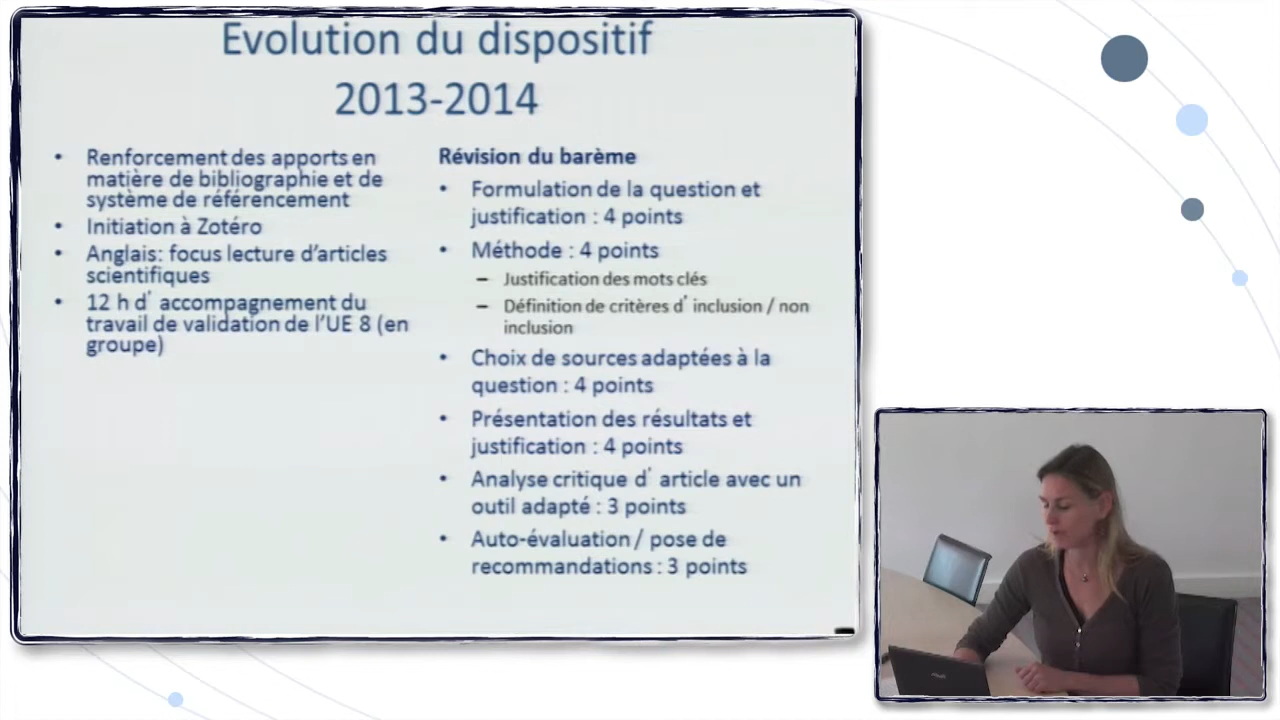 Evolution du dispositif
2013-2014
• Renforcement des apports en
matière de bibliographie et de
système de référencement
• Initiation à Zotéro
• Anglais: focus lecture d'articles
scientifiques
• 12 h d' accompagnement du
travail de validation de l'UE 8 (en
groupe)
Révision du barème
• Formulation de la question et
justification : 4 points
• Méthode : 4 points
– Justification des mots clés
– Définition de critères d' inclusion / non
inclusion
• Choix de sources adaptées à la
question : 4 points
• Présentation des résultats et
justification : 4 points
• Analyse critique d' article avec un
outil adapté : 3 points
• Auto-évaluation / pose de
recommandations : 3 points